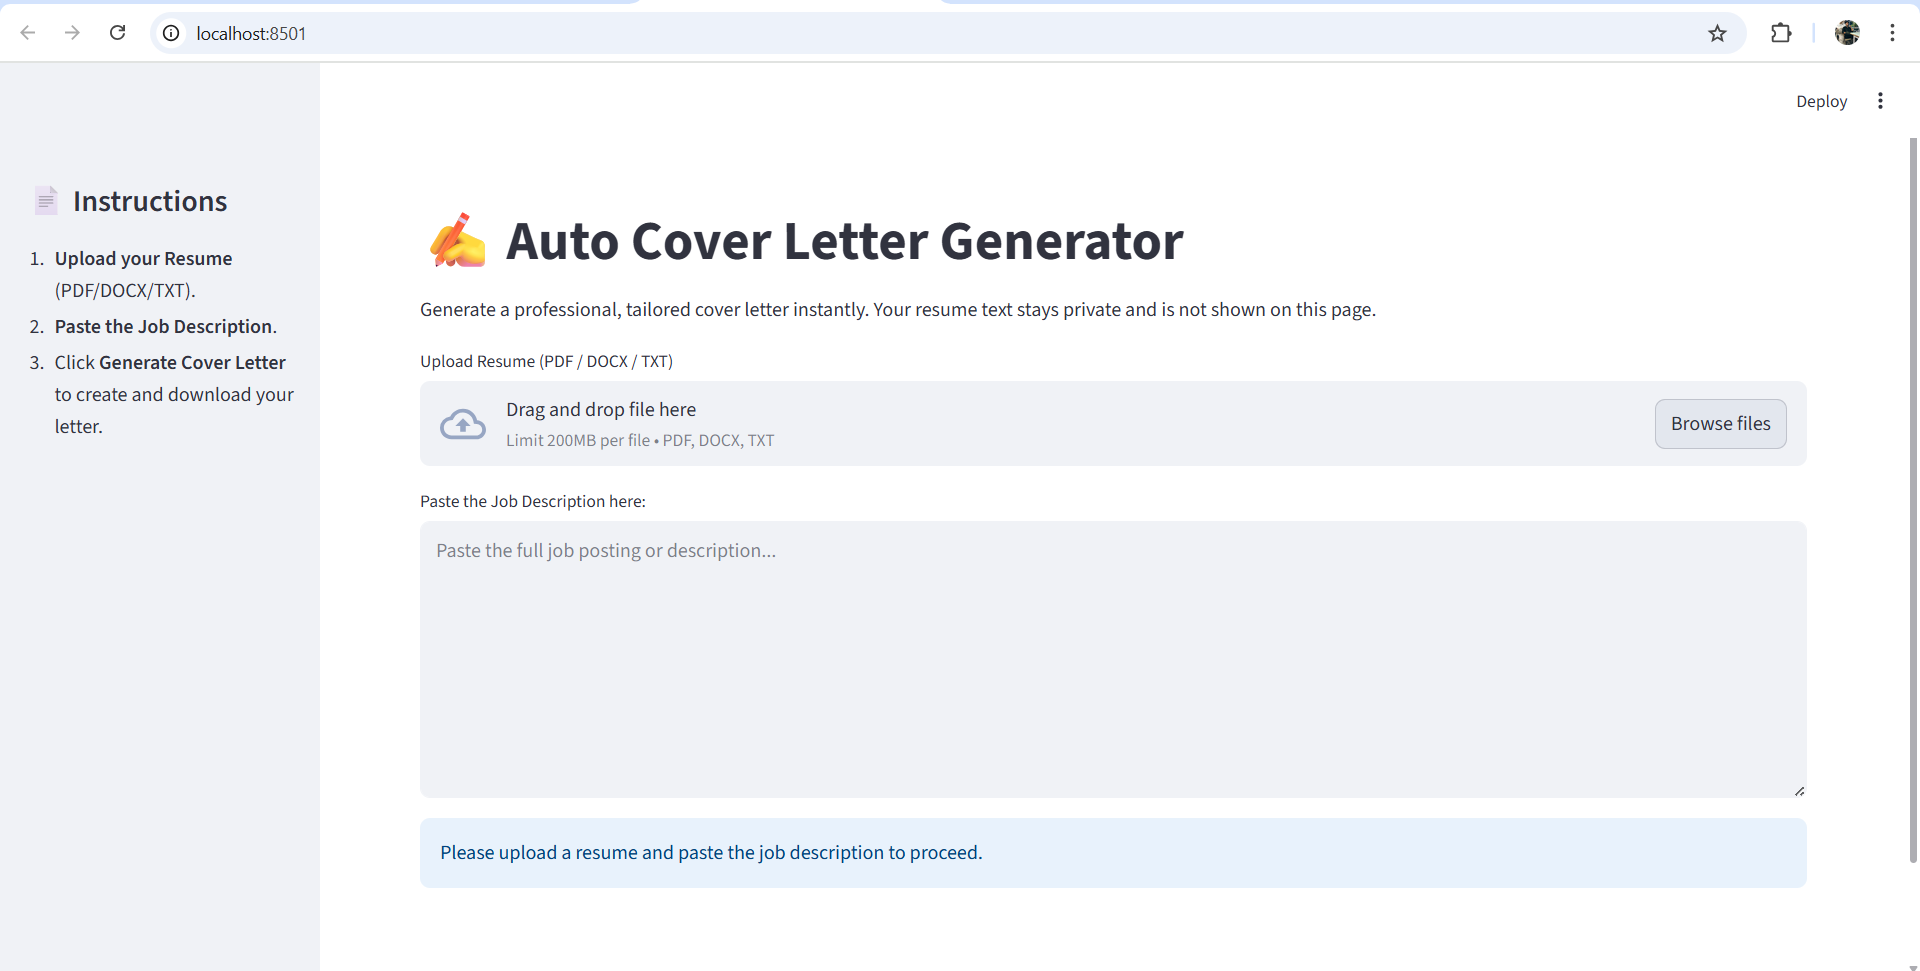 localhost:8501
Deploy
Instructions
1. Upload your Resume
(PDF/DOCX/TXT).
2. Paste the Job Description.
3. Click Generate Cover Letter
to create and download your
letter.
Auto Cover Letter Generator
Generate a professional, tailored cover letter instantly. Your resume text stays private and is not shown on this page.
Upload Resume (PDF / DOCX / TXT)
Drag and drop file here
Limit 200MB per file • PDF, DOCX, TXT
Browse files
Paste the Job Description here:
Paste the full job posting or description...
Please upload a resume and paste the job description to proceed.